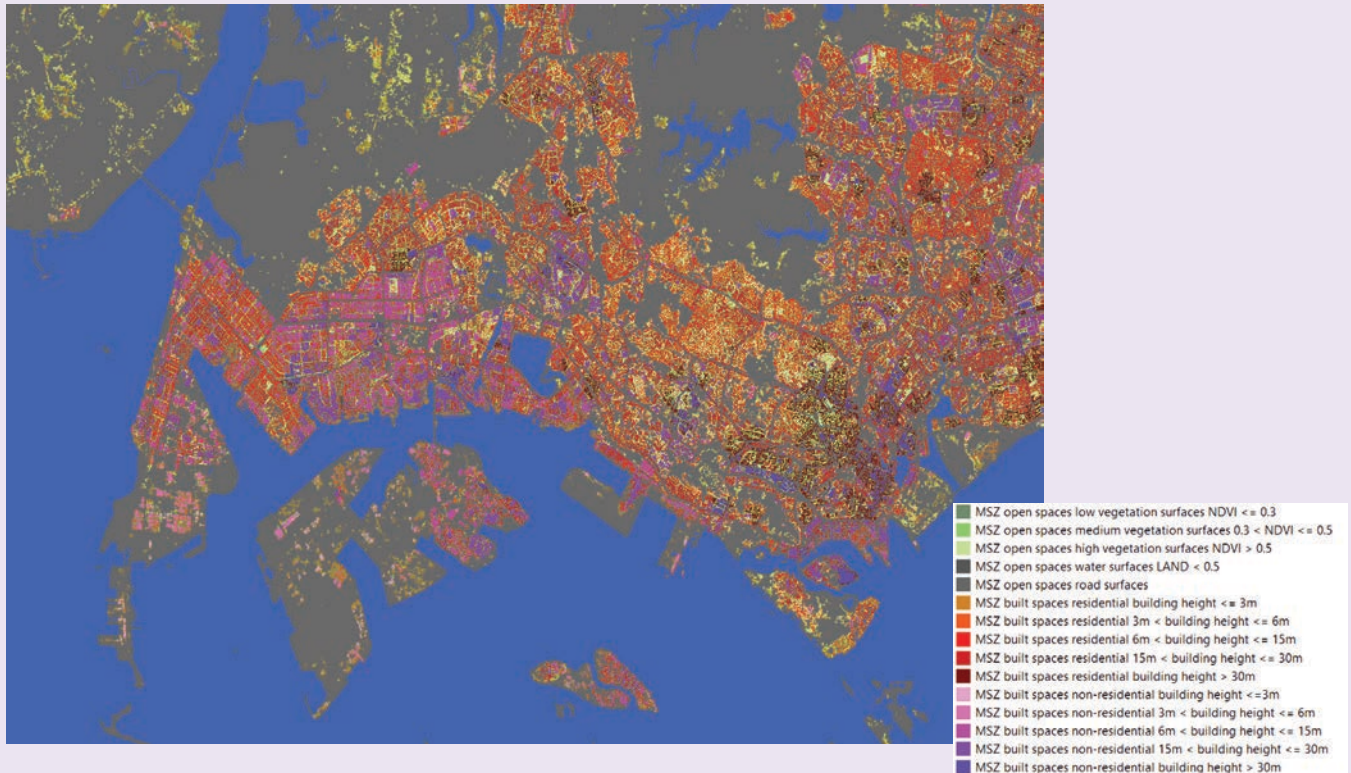 MSZ open spaces low vegetation surfaces NDVI <= 0.3
MSZ open spaces medium vegetation surfaces 0.3 < NDVI <= 0.5
MSZ open spaces high vegetation surfaces NDVI > 0.5
MSZ open spaces water surfaces LAND < 0.5
MSZ open spaces road surfaces
MSZ built spaces residential building height <= 3m
MSZ built spaces residential 3m < building height <= 6m
MSZ built spaces residential 6m < building height <= 15m
MSZ built spaces residential 15m < building height <= 30m
MSZ built spaces residential building height > 30m
MSZ built spaces non-residential building height <=3m
MSZ built spaces non-residential 3m < building height <= 6m
MSZ built spaces non-residential 6m < building height <= 15m
MSZ built spaces non-residential 15m < building height <= 30m
MSZ built spaces non-residential building height > 30m